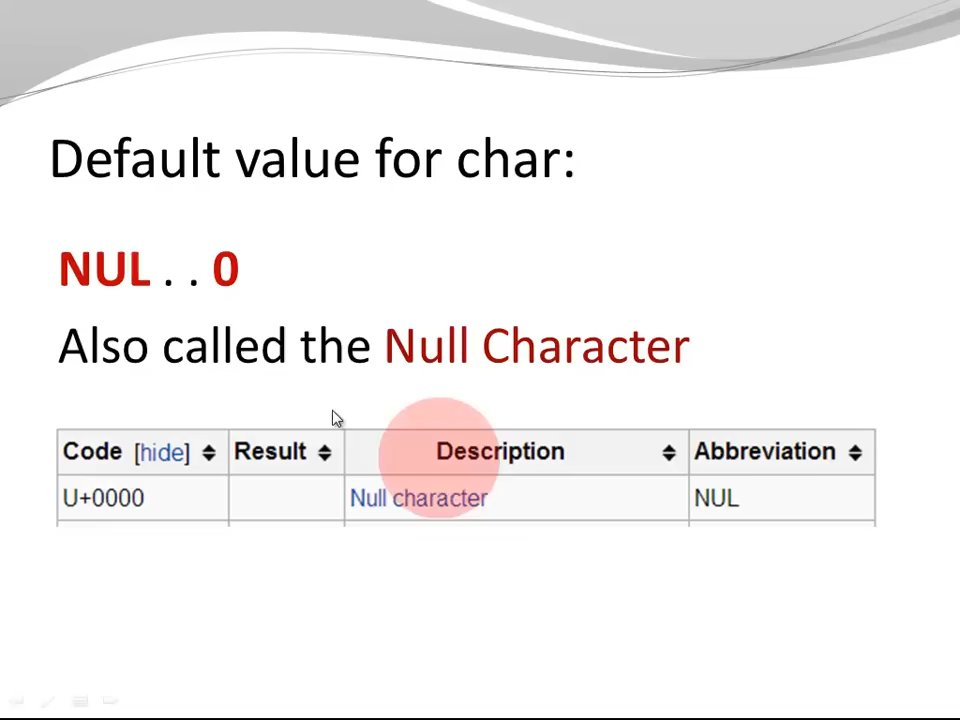 Default value for char:
NUL . . 0
Also called the Null Character
Code [hide] Result Description Abbreviation
U+0000 Null character NUL